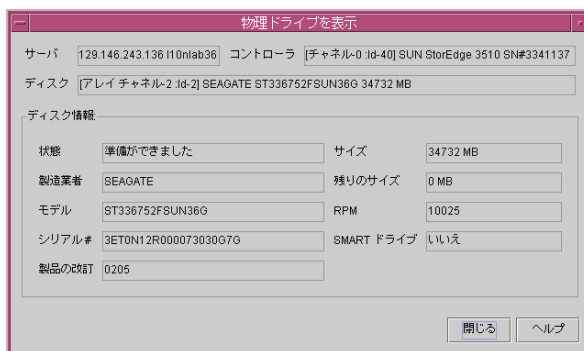 物理ドライブを表示
サーバ 129.146.243.136 l10nlab36 コントローラ [チャネル-0 :Id-40] SUN StorEdge 3510 SN#3341137
ディスク [アレイ チャネル-2 :Id-2] SEAGATE ST336752FSUN36G 34732 MB
ディスク情報:
状態 準備ができました サイズ 34732 MB
製造業者 SEAGATE 残りのサイズ 0 MB
モデル ST336752FSUN36G RPM 10025
シリアル# 3ET0N12R000073030G7G SMART ドライブ いいえ
製品の改訂 0205
閉じる ヘルプ